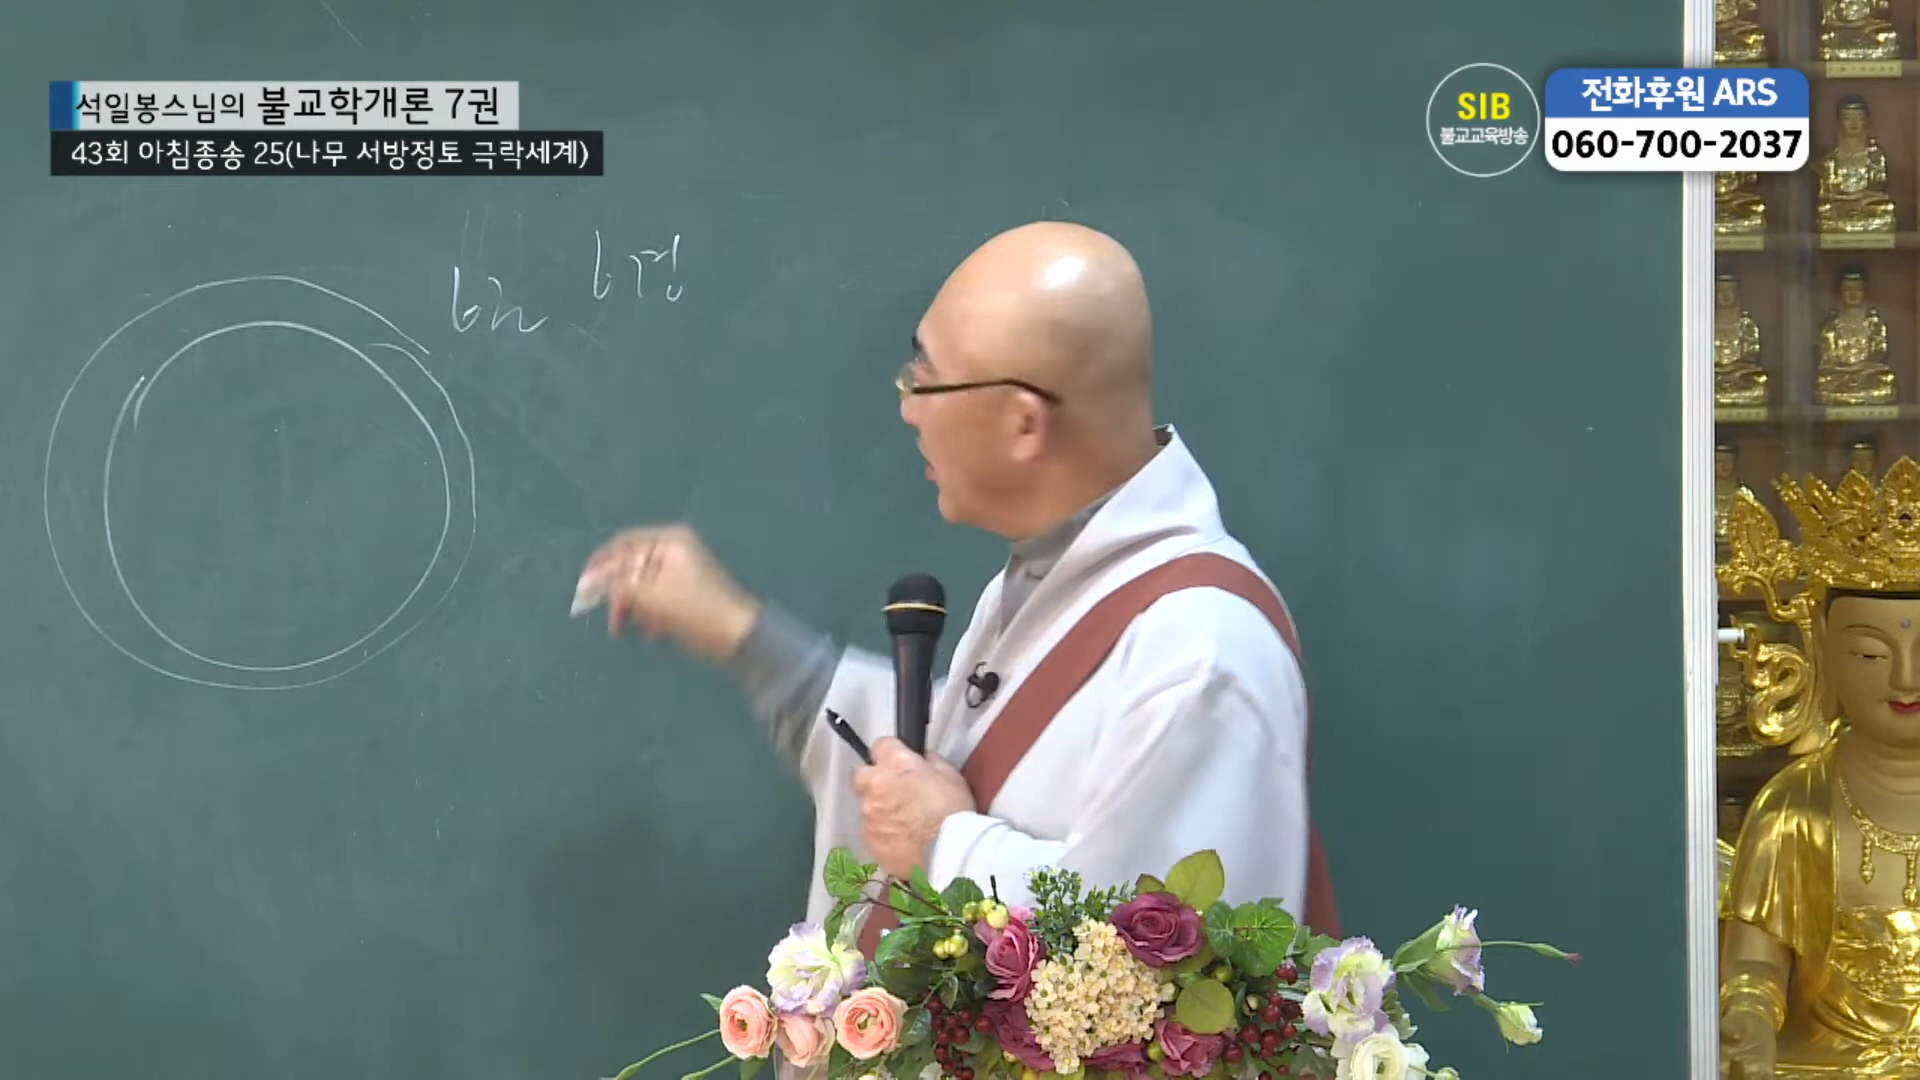 석일봉스님의 불교학개론 7권
43회 아침종송 25(나무 서방정토 극락세계)
SIB
불교교육방송
전화후원 ARS
060-700-2037
6경